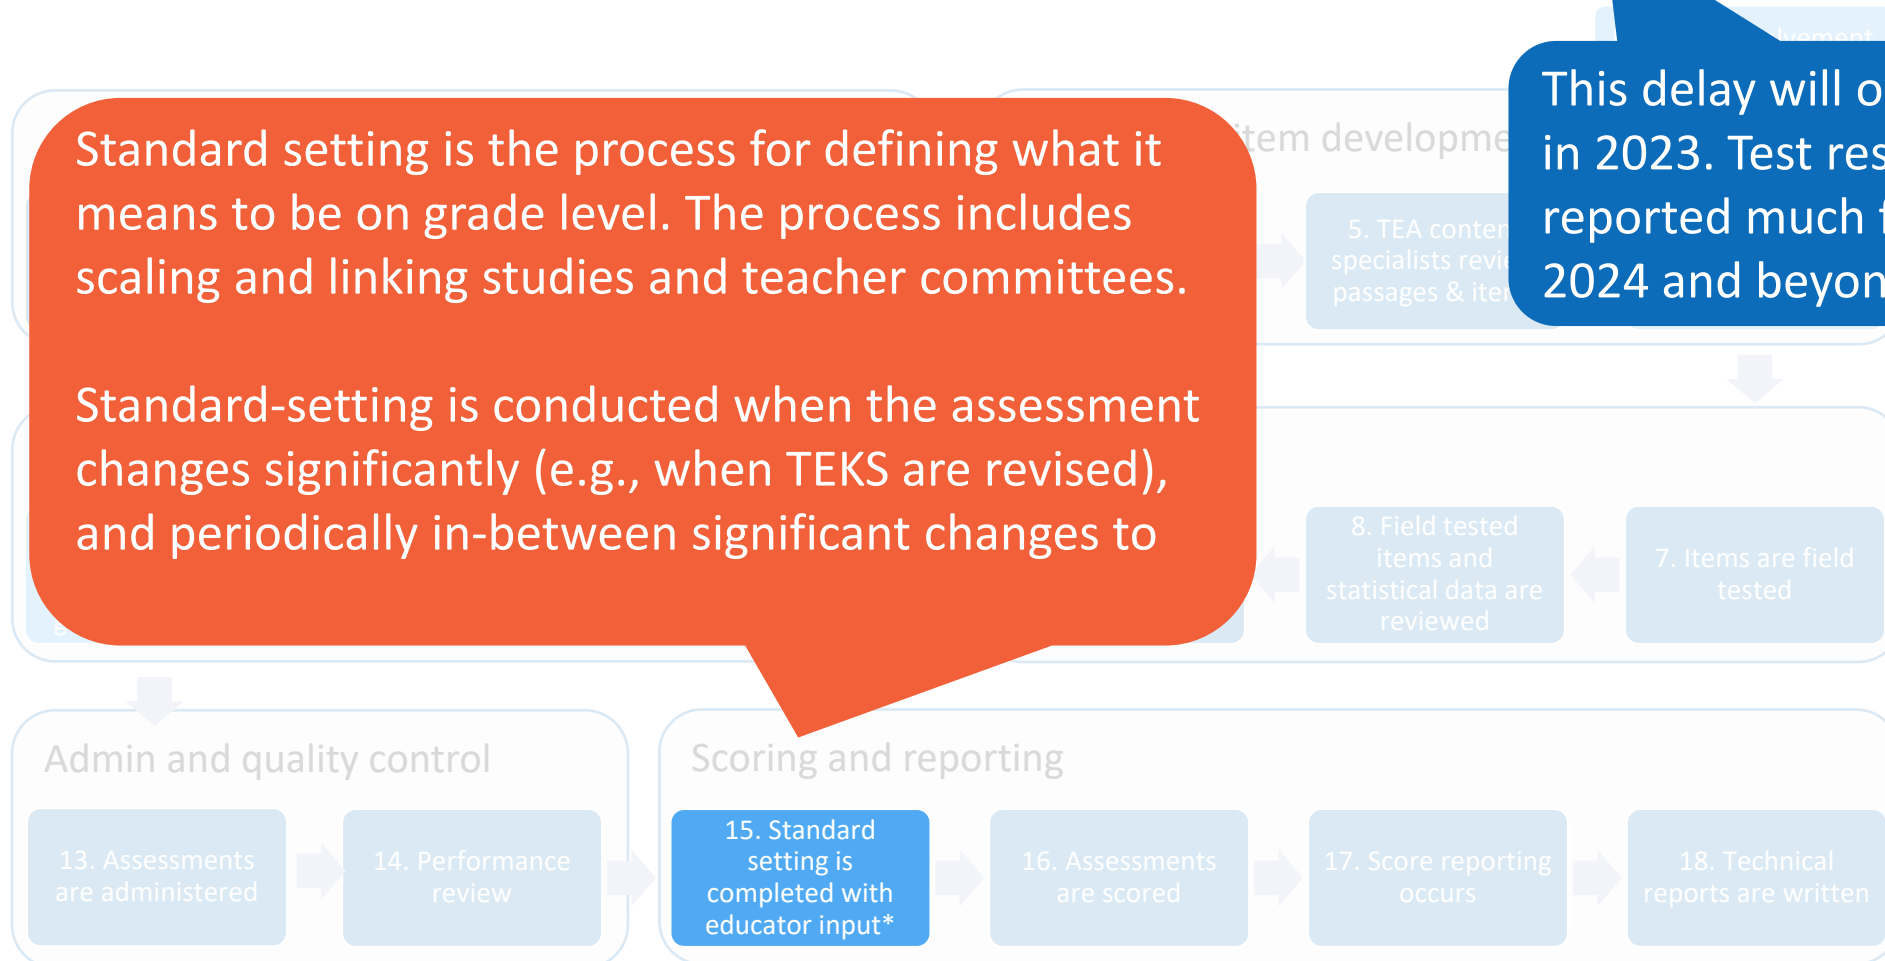 lvement
This delay will o
in 2023. Test res
reported much f
2024 and beyon
Standard setting is the process for defining what it
means to be on grade level. The process includes
scaling and linking studies and teacher committees.
Standard-setting is conducted when the assessment
changes significantly (e.g., when TEKS are revised),
and periodically in-between significant changes to
tem developme
5. TEA conten
specialists revie
passages & ite
8. Field tested
items and
statistical data are
reviewed
7. Items are field
tested
g
Admin and quality control
13. Assessments
are administered
14. Performance
review
Scoring and reporting
15. Standard
setting is
completed with
educator input*
16. Assessments
are scored
17. Score reporting
occurs
18. Technical
reports are written